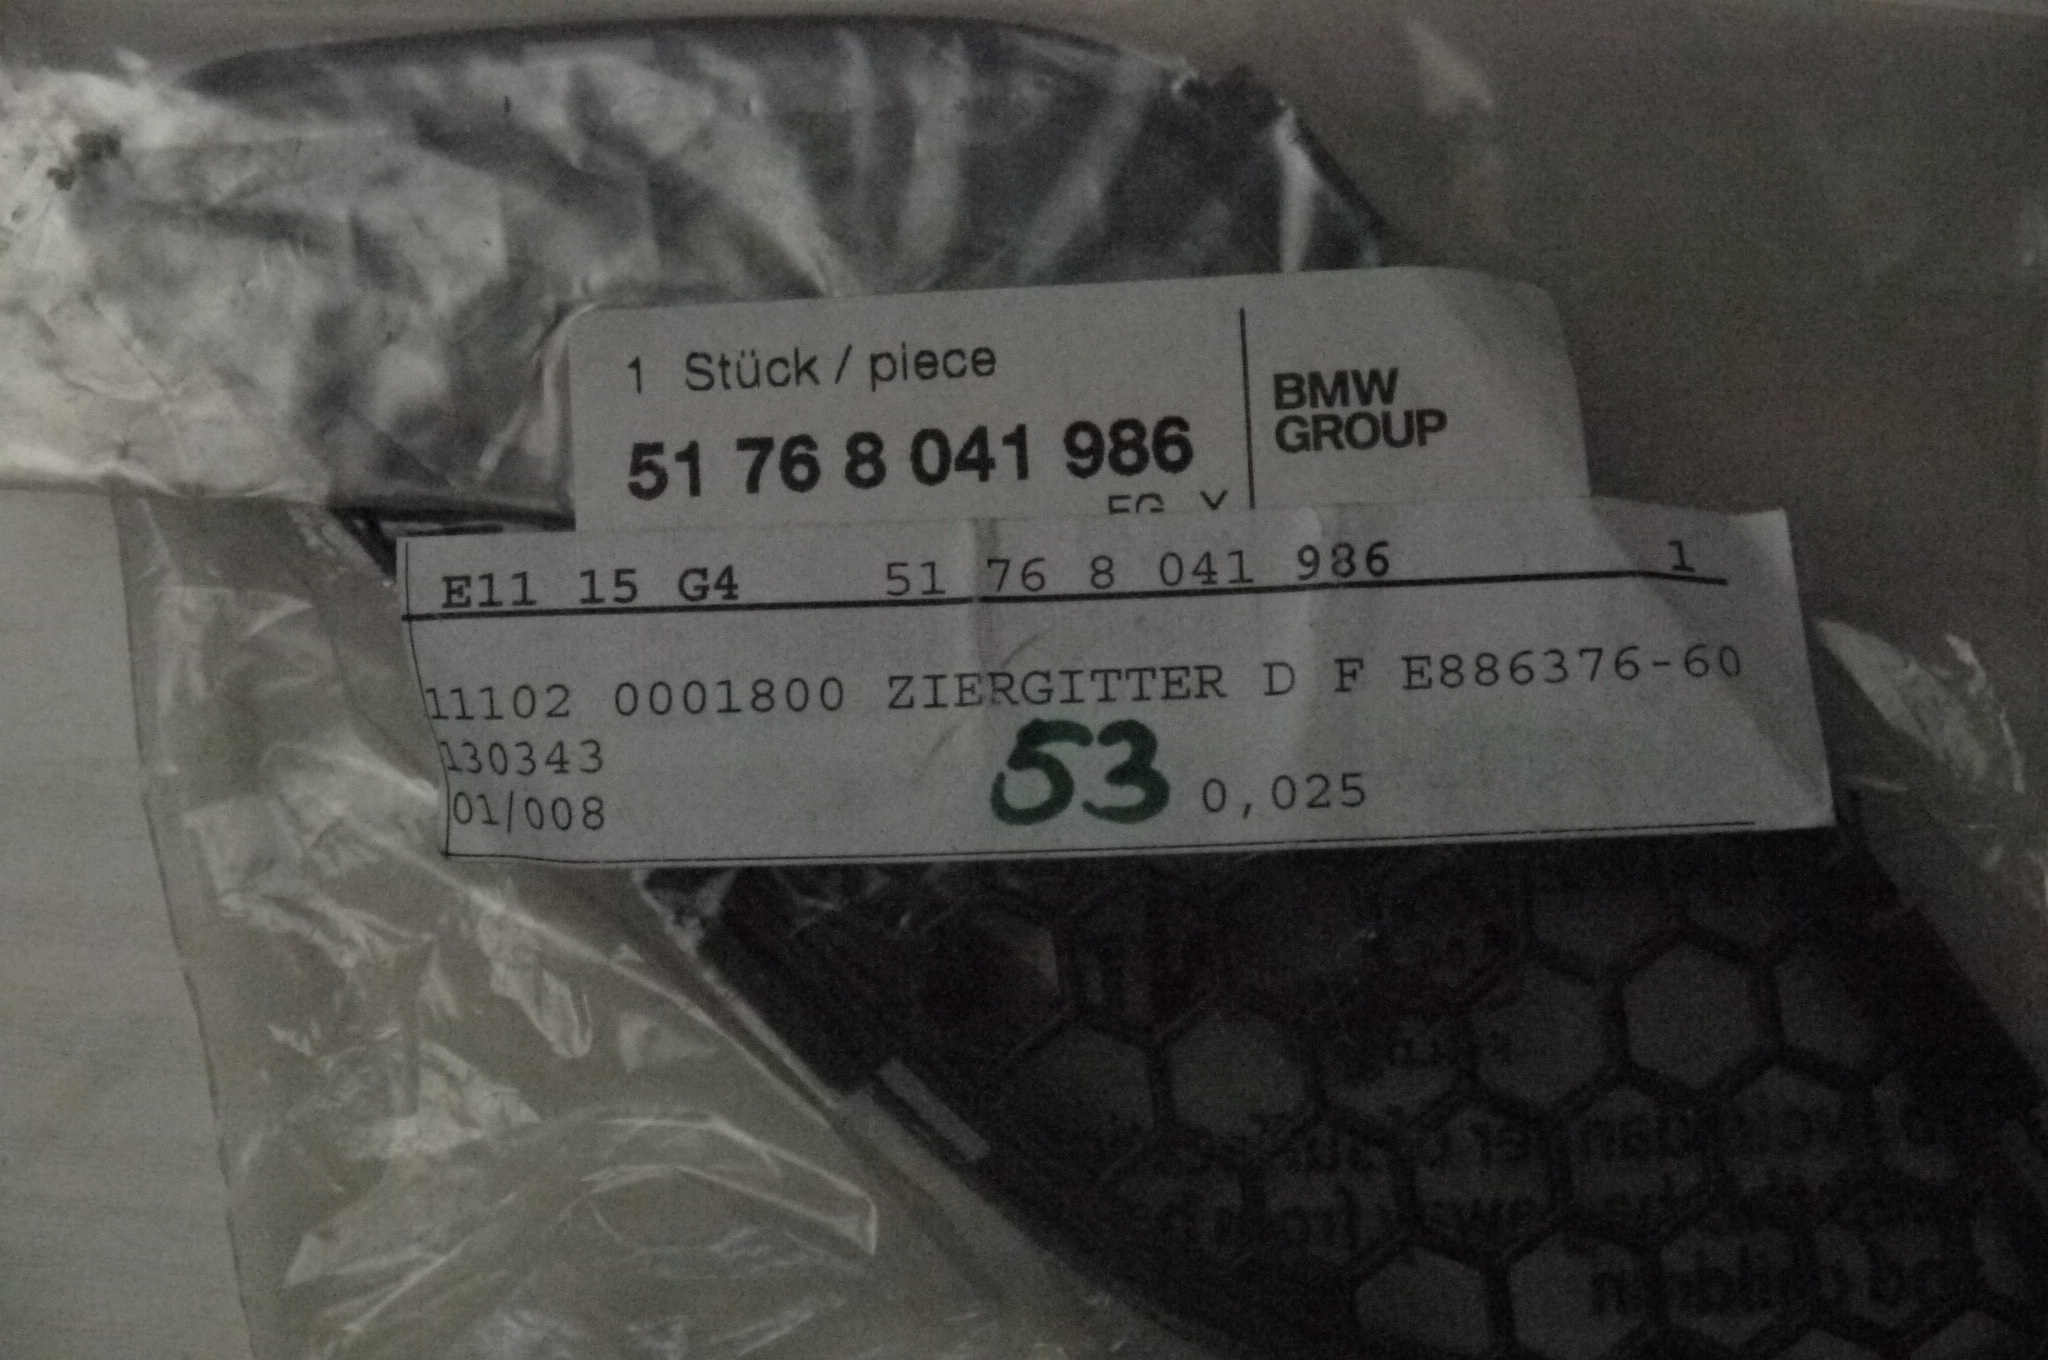 1 Stück / piece
51 76 8 041 986
BMW
GROUP
E11 15 G4 51 76 8 041 986 1
11102 0001800 ZIERGITTER D F E886376-60
130343
53 0,025
01/008
children